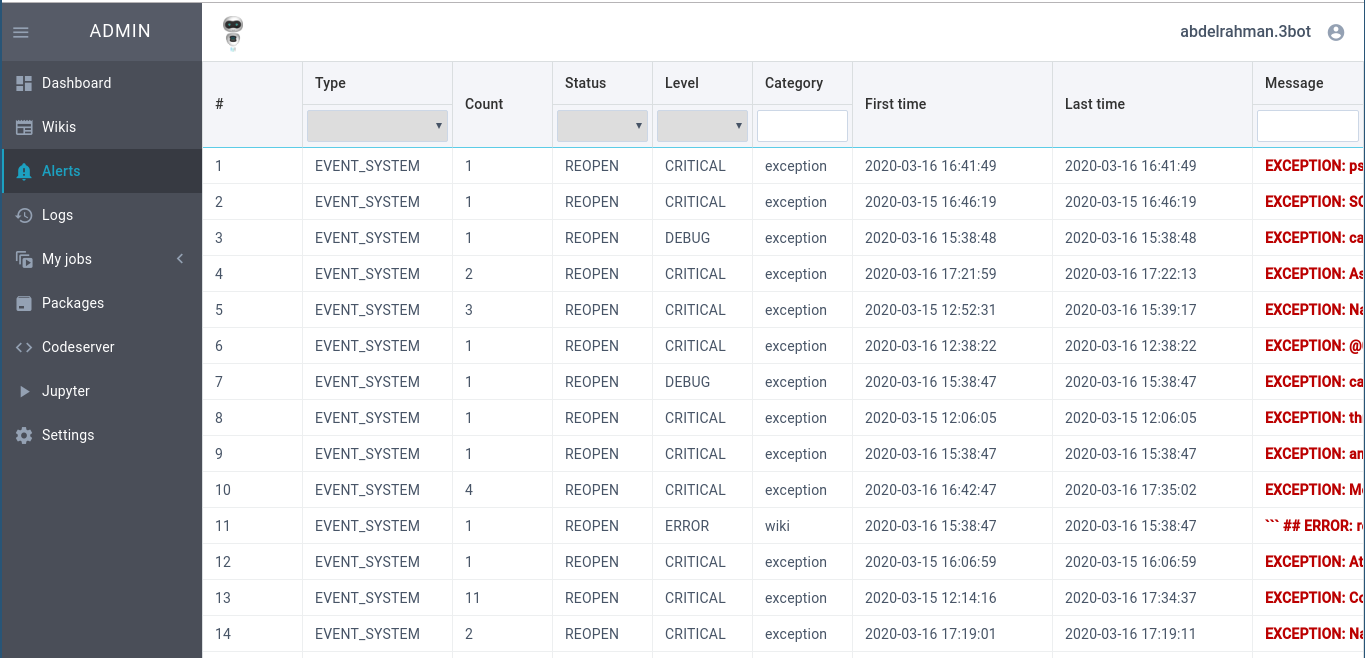 ADMIN
abdelrahman.3bot
Dashboard
Wikis
Alerts
Logs
My jobs
Packages
Codeserver
Jupyter
Settings
# Type Count Status Level Category First time Last time Message
1 EVENT_SYSTEM 1 REOPEN CRITICAL exception 2020-03-16 16:41:49 2020-03-16 16:41:49 EXCEPTION: ps
2 EVENT_SYSTEM 1 REOPEN CRITICAL exception 2020-03-15 16:46:19 2020-03-15 16:46:19 EXCEPTION: SC
3 EVENT_SYSTEM 1 REOPEN DEBUG exception 2020-03-16 15:38:48 2020-03-16 15:38:48 EXCEPTION: ca
4 EVENT_SYSTEM 2 REOPEN CRITICAL exception 2020-03-16 17:21:59 2020-03-16 17:22:13 EXCEPTION: As
5 EVENT_SYSTEM 3 REOPEN CRITICAL exception 2020-03-15 12:52:31 2020-03-16 15:39:17 EXCEPTION: Na
6 EVENT_SYSTEM 1 REOPEN CRITICAL exception 2020-03-16 12:38:22 2020-03-16 12:38:22 EXCEPTION: @
7 EVENT_SYSTEM 1 REOPEN DEBUG exception 2020-03-16 15:38:47 2020-03-16 15:38:47 EXCEPTION: ca
8 EVENT_SYSTEM 1 REOPEN CRITICAL exception 2020-03-15 12:06:05 2020-03-15 12:06:05 EXCEPTION: th
9 EVENT_SYSTEM 1 REOPEN CRITICAL exception 2020-03-16 15:38:47 2020-03-16 15:38:47 EXCEPTION: an
10 EVENT_SYSTEM 4 REOPEN CRITICAL exception 2020-03-16 16:42:47 2020-03-16 17:35:02 EXCEPTION: Mo
11 EVENT_SYSTEM 1 REOPEN ERROR wiki 2020-03-16 15:38:47 2020-03-16 15:38:47 ``` ## ERROR: r
12 EVENT_SYSTEM 1 REOPEN CRITICAL exception 2020-03-15 16:06:59 2020-03-15 16:06:59 EXCEPTION: At
13 EVENT_SYSTEM 11 REOPEN CRITICAL exception 2020-03-15 12:14:16 2020-03-16 17:34:37 EXCEPTION: Co
14 EVENT_SYSTEM 2 REOPEN CRITICAL exception 2020-03-16 17:19:01 2020-03-16 17:19:11 EXCEPTION: Na